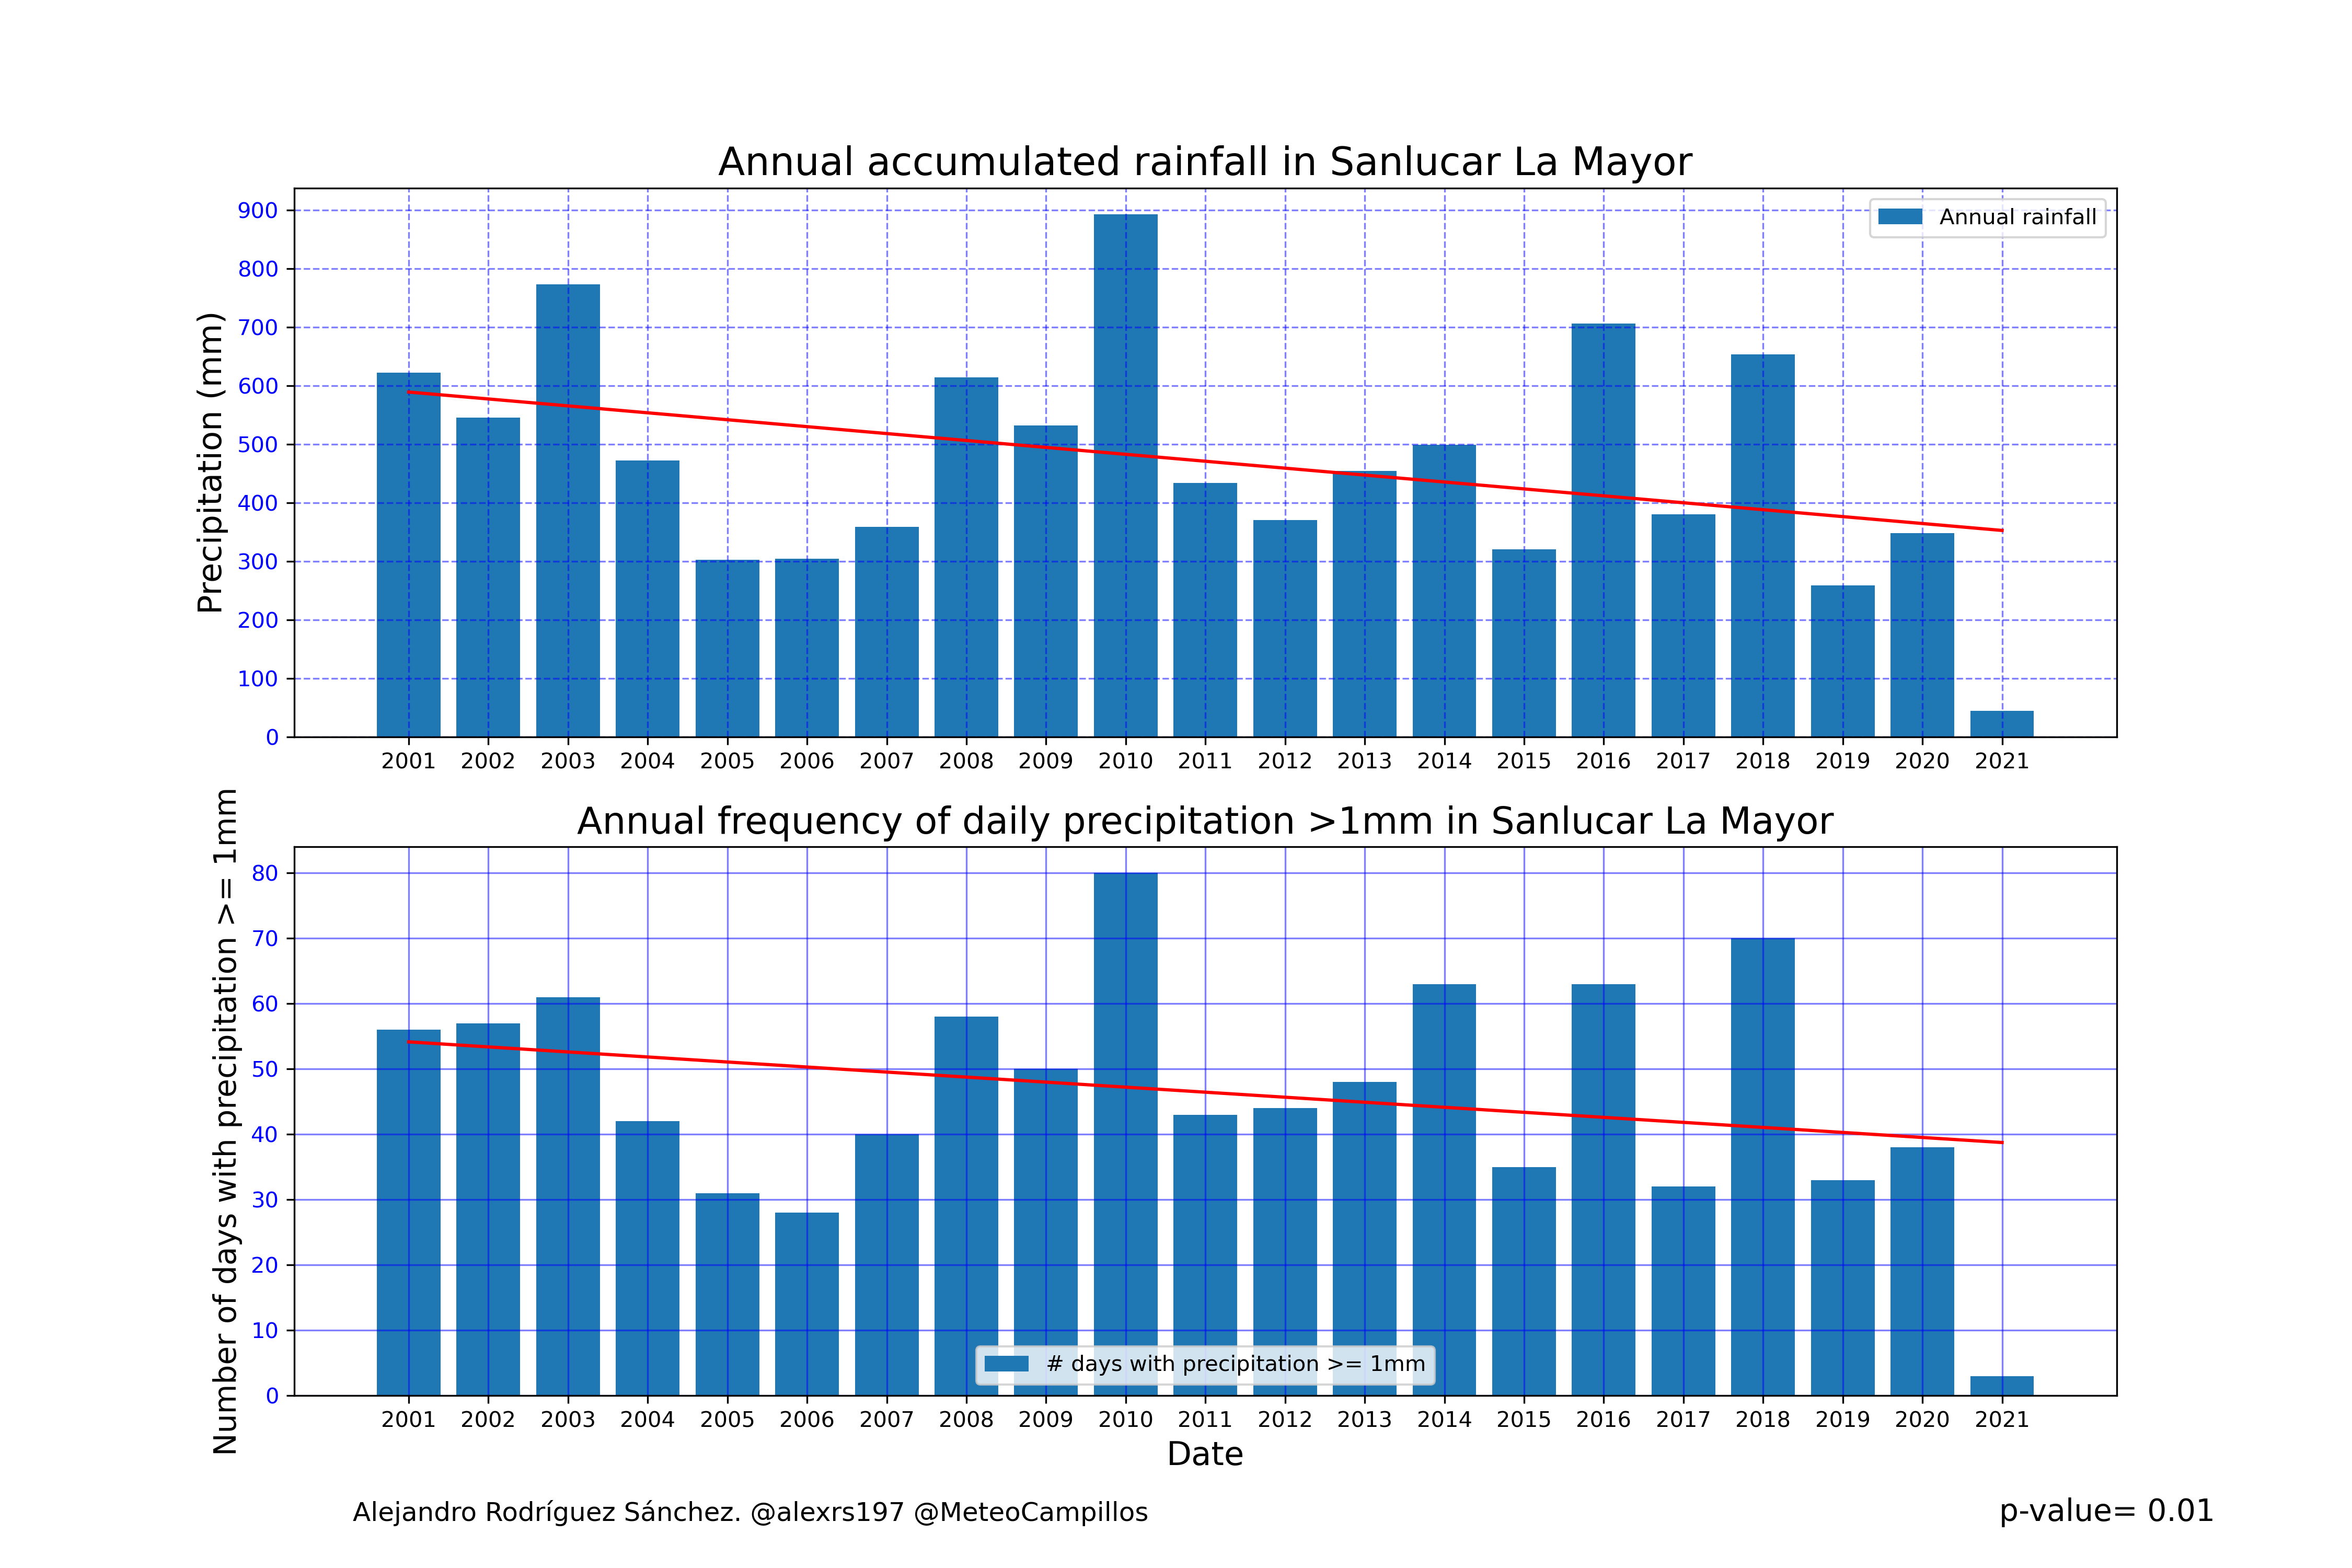 Annual accumulated rainfall in Sanlucar La Mayor
Precipitation (mm)
900
800
700
600
500
400
300
200
100
0
Annual rainfall
2001 2002 2003 2004 2005 2006 2007 2008 2009 2010 2011 2012 2013 2014 2015 2016 2017 2018 2019 2020 2021
Annual frequency of daily precipitation >1mm in Sanlucar La Mayor
Number of days with precipitation >= 1mm
80
70
60
50
40
30
20
10
0
# days with precipitation >= 1mm
2001 2002 2003 2004 2005 2006 2007 2008 2009 2010 2011 2012 2013 2014 2015 2016 2017 2018 2019 2020 2021
Date
Alejandro Rodríguez Sánchez. @alexrs197 @MeteoCampillos
p-value= 0.01